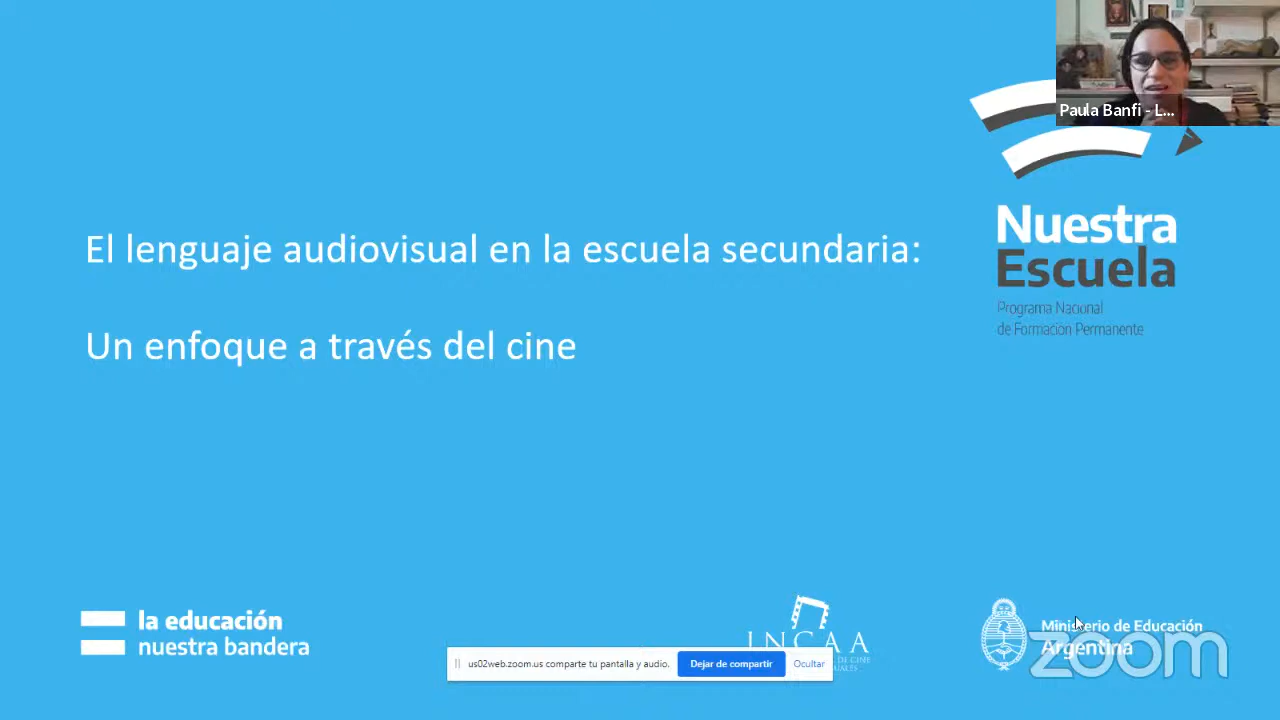 Paula Banfi - L...
Nuestra
Escuela
Programa Nacional
de Formación Permanente
El lenguaje audiovisual en la escuela secundaria:
Un enfoque a través del cine
la educación
nuestra bandera
INCAA
DE CINE
us02web.zoom.us comparte tu pantalla y audio.
Dejar de compartir
Ocultar
Ministerio de Educación
Argentina
zoom